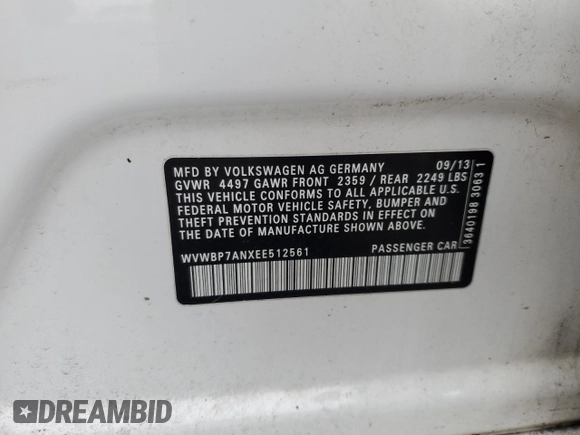 MFD BY VOLKSWAGEN AG GERMANY 09/13
GVWR 4497 GAWR FRONT 2359 / REAR 2249 LBS
THIS VEHICLE CONFORMS TO ALL APPLICABLE U.S.
FEDERAL MOTOR VEHICLE SAFETY, BUMPER AND
THEFT PREVENTION STANDARDS IN EFFECT ON
THE DATE OF MANUFACTURE SHOWN ABOVE.
WVWBP7ANXEE512561 PASSENGER CAR
3640198 3063 1
DREAMBID